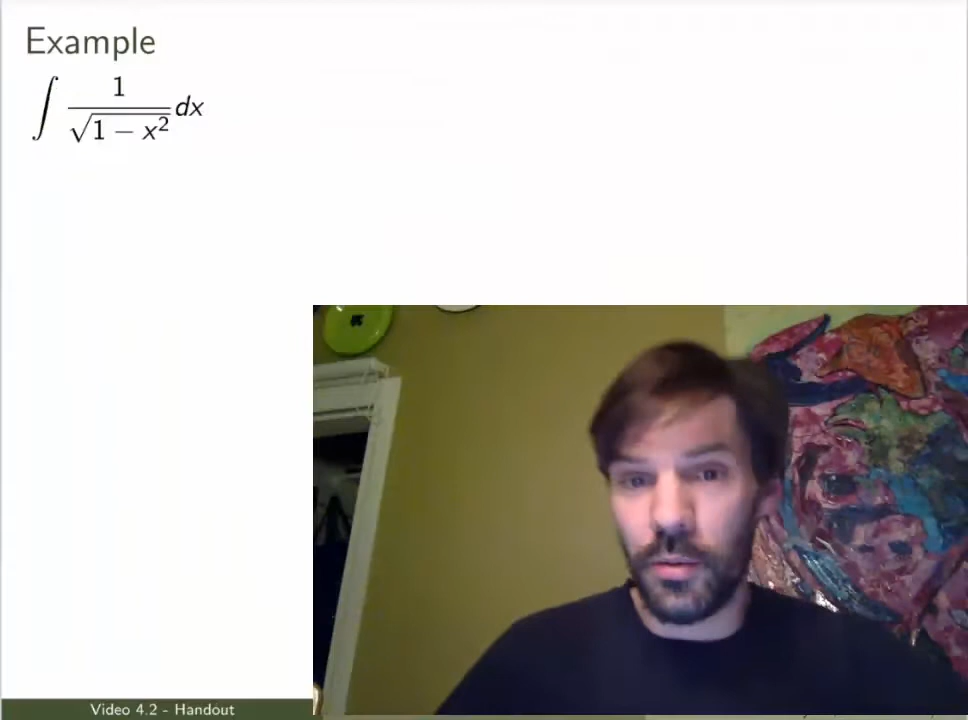 Example
∫ 1/√(1 − x²) dx
Video 4.2 - Handout